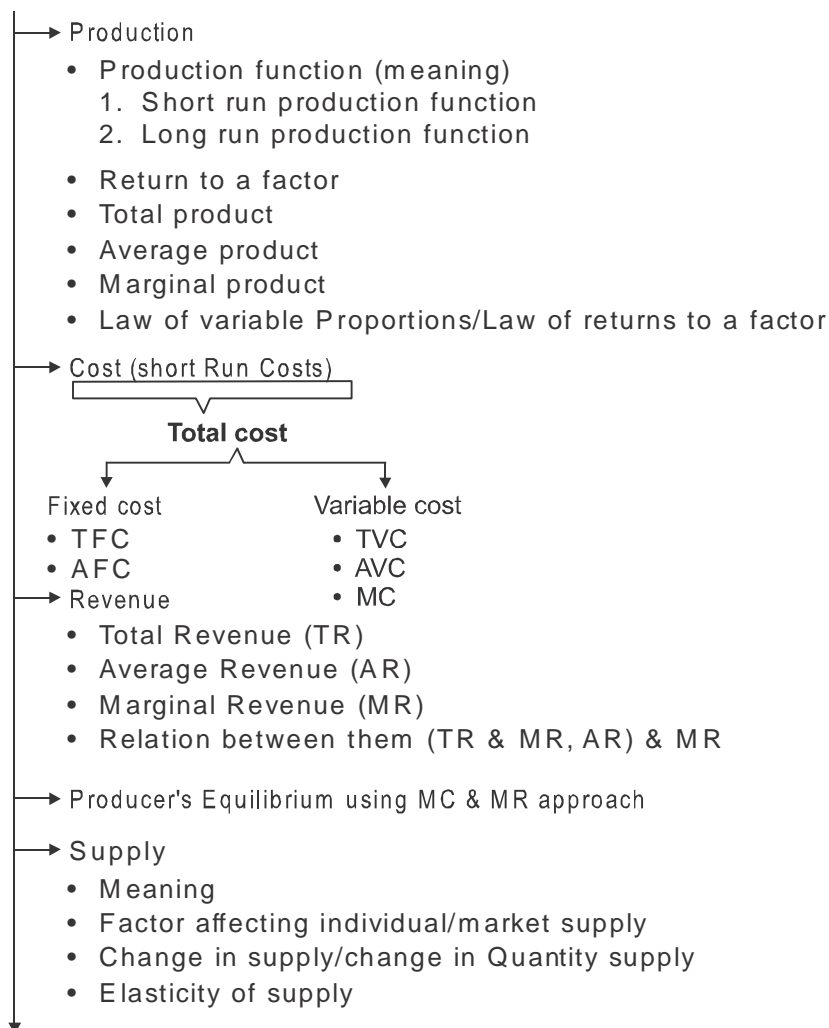 Production
• Production function (meaning)
1. Short run production function
2. Long run production function
• Return to a factor
• Total product
• Average product
• Marginal product
• Law of variable Proportions/Law of returns to a factor
Cost (short Run Costs)
Total cost
Fixed cost
• TFC
• AFC
Variable cost
• TVC
• AVC
• MC
Revenue
• Total Revenue (TR)
• Average Revenue (AR)
• Marginal Revenue (MR)
• Relation between them (TR & MR, AR) & MR
Producer's Equilibrium using MC & MR approach
Supply
• Meaning
• Factor affecting individual/market supply
• Change in supply/change in Quantity supply
• Elasticity of supply